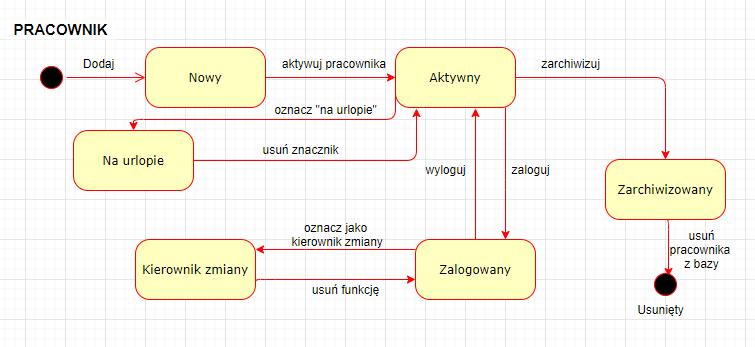 PRACOWNIK
Dodaj
Nowy
aktywuj pracownika
Aktywny
zarchiwizuj
oznacz "na urlopie"
Na urlopie
usuń znacznik
wyloguj
zaloguj
Zarchiwizowany
oznacz jako
kierownik zmiany
Kierownik zmiany
usuń funkcję
Zalogowany
usuń
pracownika
z bazy
Usunięty